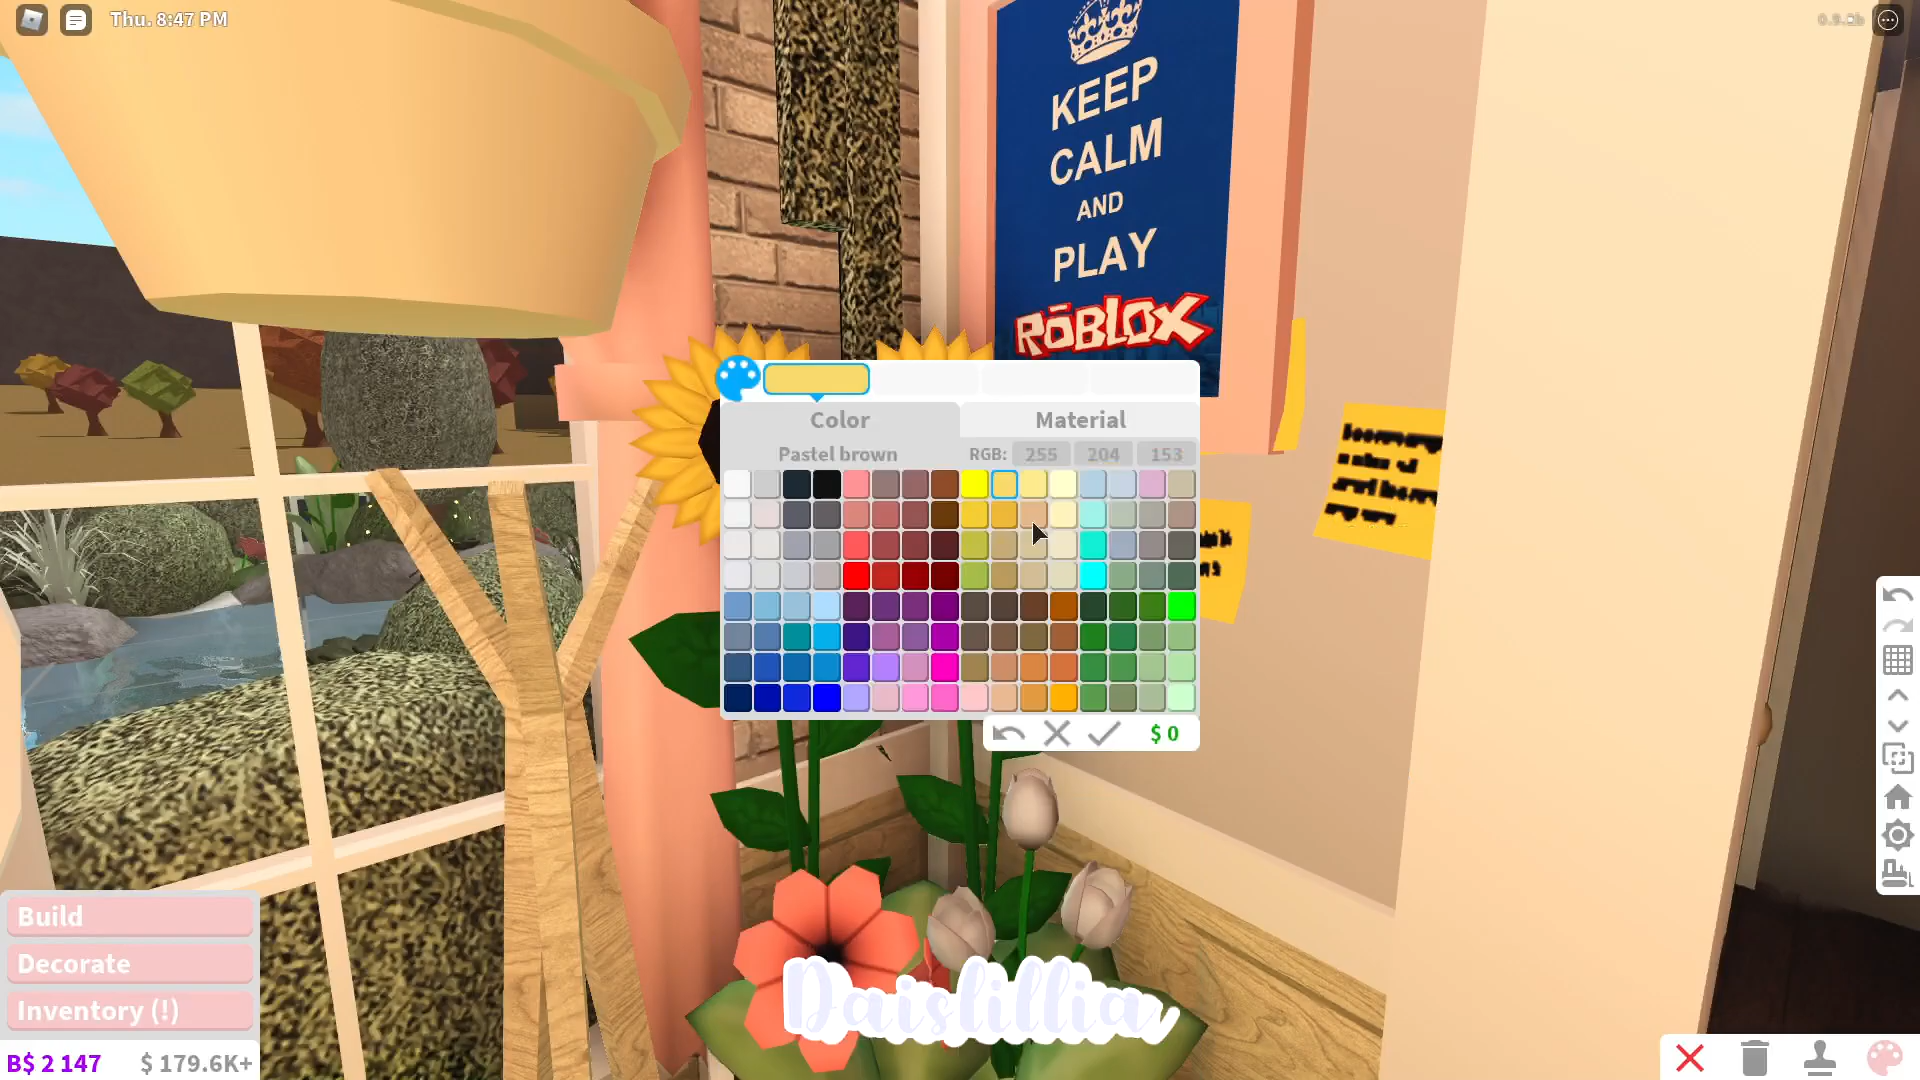 Thu. 8:47 PM
KEEP
CALM
AND
PLAY
ROBLOX
Color
Material
Pastel brown
RGB:
255
204
153
$ 0
Build
Decorate
Inventory (!)
B$ 2 147
$ 179.6K+
Daislillia